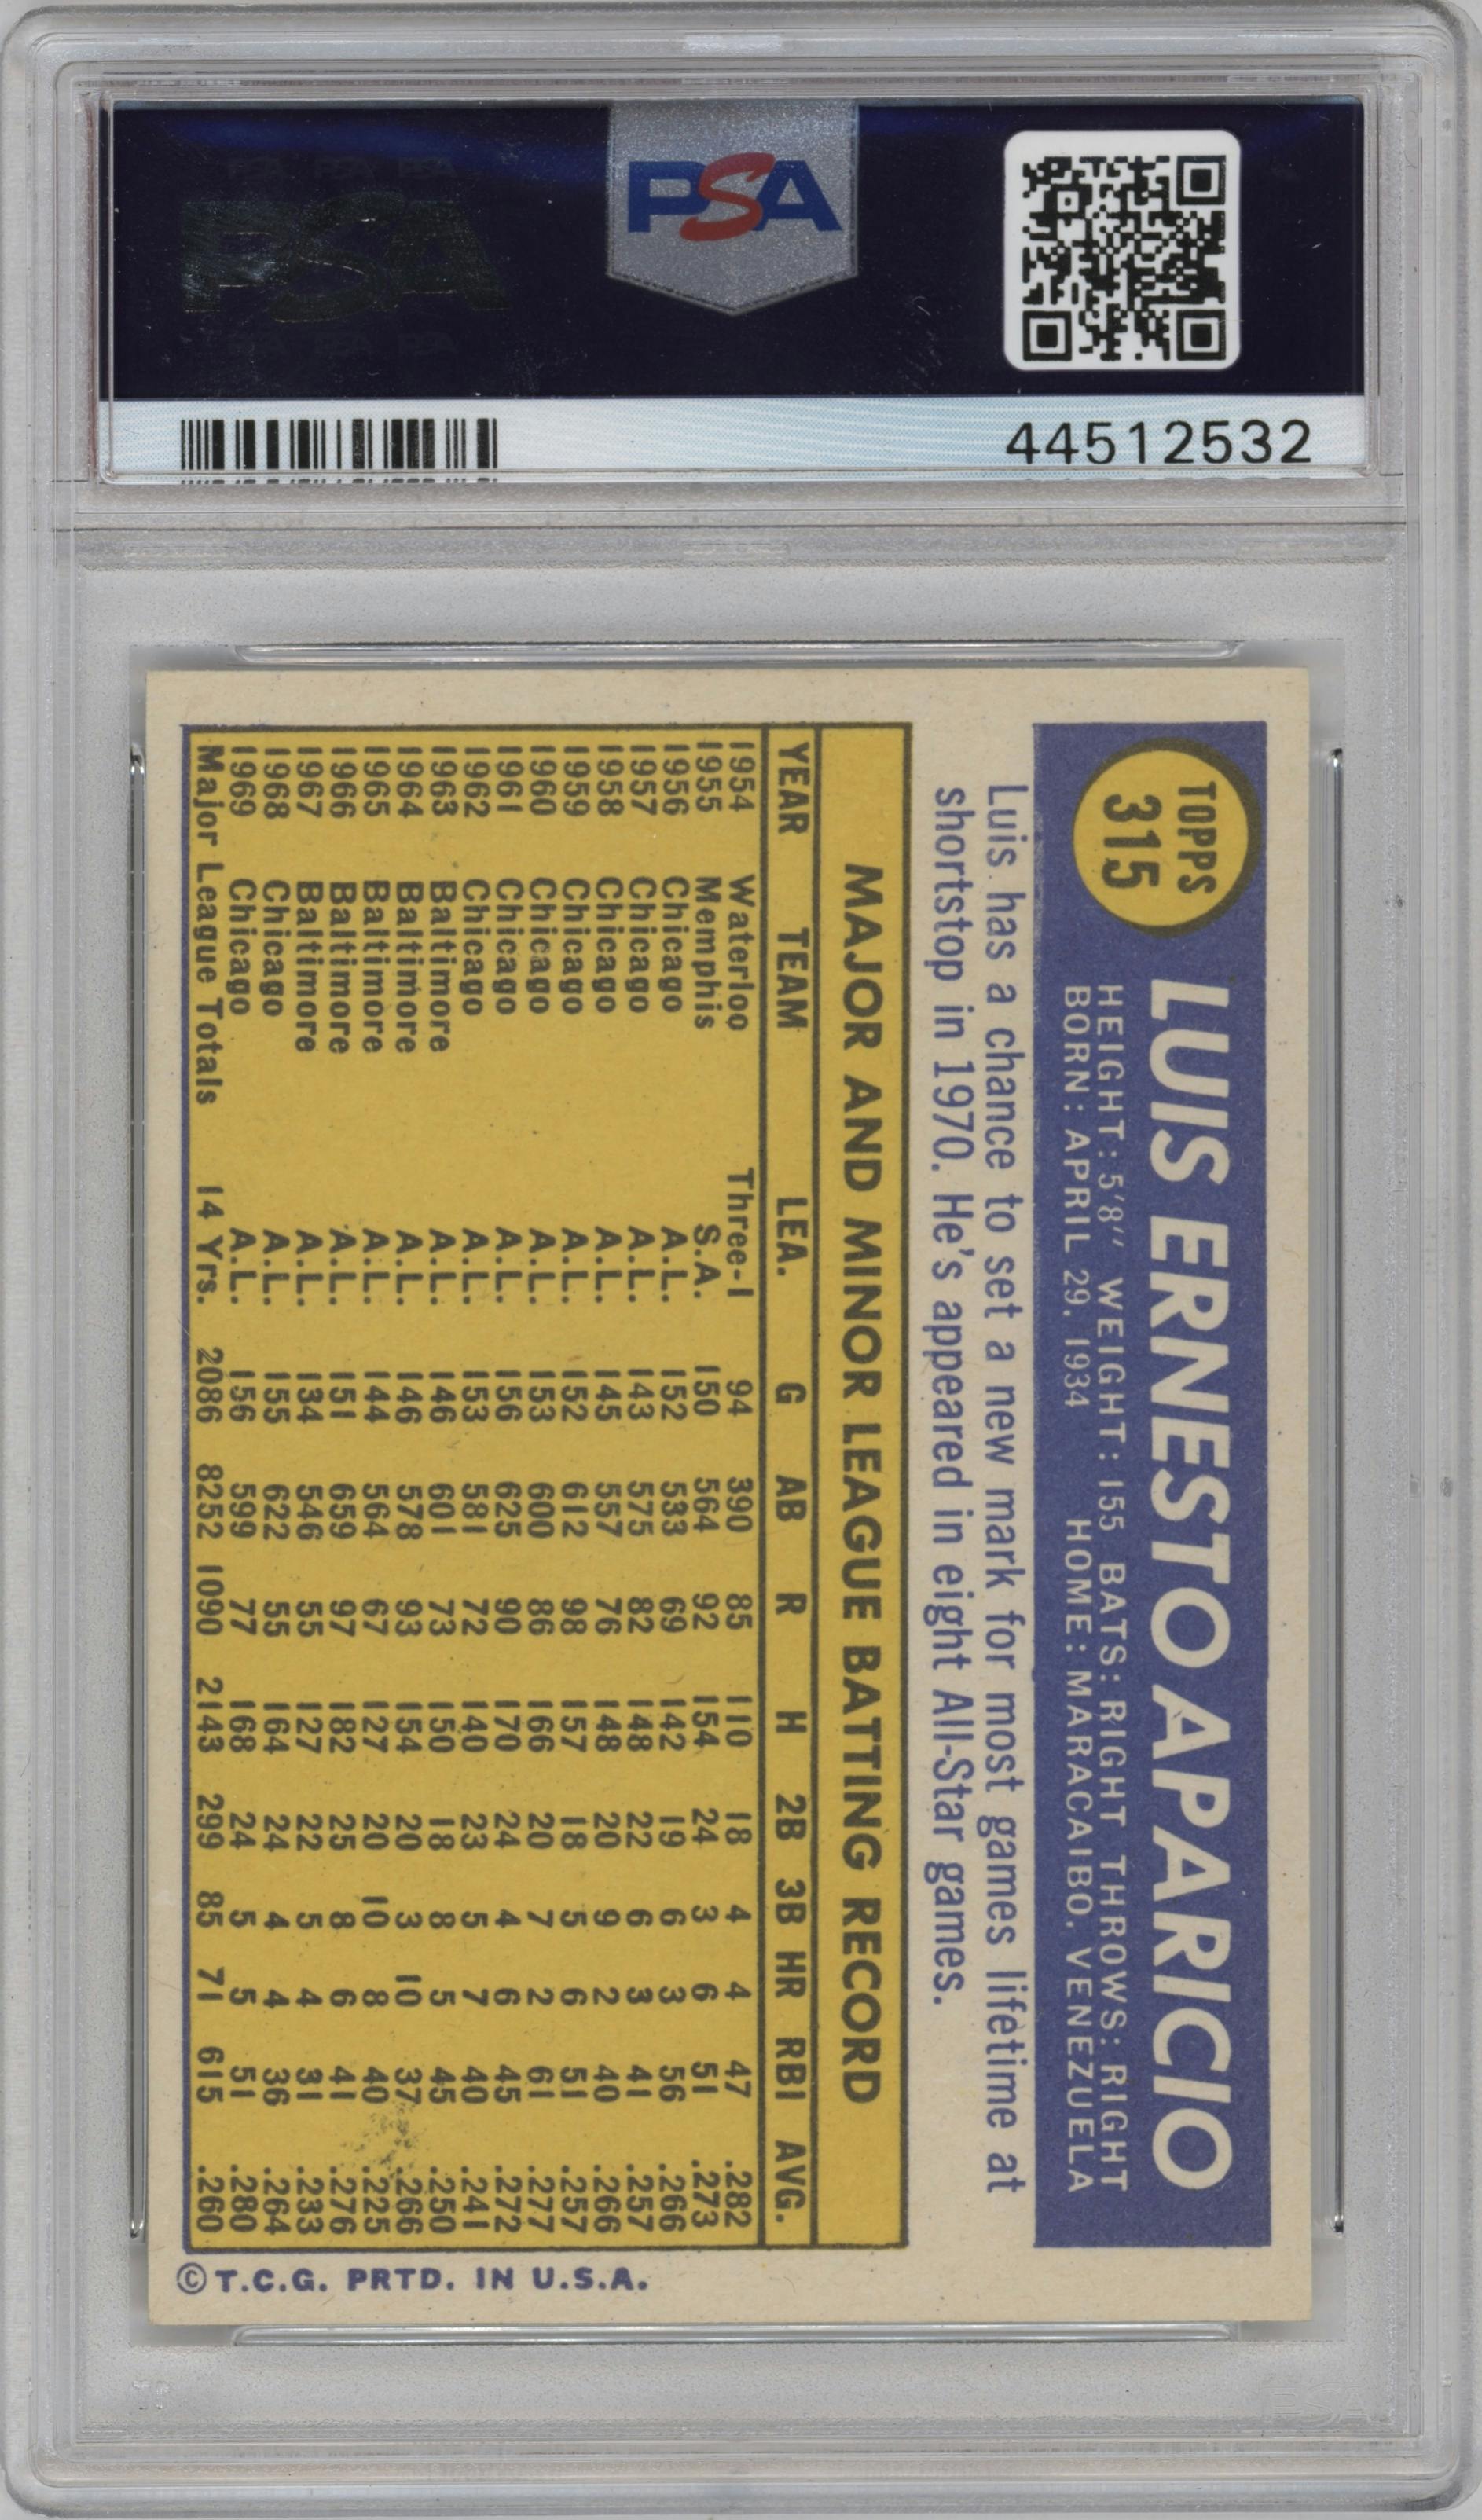 PSA
44512532
TOPPS
315
LUIS ERNESTO APARICIO
HEIGHT: 5'8" WEIGHT: 155 BATS: RIGHT THROWS: RIGHT
BORN: APRIL 29, 1934 HOME: MARACAIBO, VENEZUELA
Luis has a chance to set a new mark for most games lifetime at
shortstop in 1970. He's appeared in eight All-Star games.
MAJOR AND MINOR LEAGUE BATTING RECORD
YEAR TEAM LEA. G AB R H 2B 3B HR RBI AVG.
1954 Waterloo Three-I 94 390 85 110 18 4 4 47 .282
1955 Memphis S.A. 150 564 92 154 24 3 6 51 .273
1956 Chicago A.L. 152 533 69 142 19 6 3 56 .266
1957 Chicago A.L. 143 575 82 148 22 6 3 41 .257
1958 Chicago A.L. 145 557 76 148 20 9 2 40 .266
1959 Chicago A.L. 152 612 98 157 18 5 6 51 .257
1960 Chicago A.L. 153 600 86 166 20 7 2 61 .277
1961 Chicago A.L. 156 625 90 170 24 4 6 45 .272
1962 Chicago A.L. 153 581 72 140 23 5 7 40 .241
1963 Baltimore A.L. 146 601 73 150 18 8 5 45 .250
1964 Baltimore A.L. 146 578 93 154 20 3 10 37 .266
1965 Baltimore A.L. 144 564 67 127 20 10 8 40 .225
1966 Baltimore A.L. 151 659 97 182 25 8 6 41 .276
1967 Baltimore A.L. 134 546 55 127 22 5 4 31 .233
1968 Chicago A.L. 155 622 55 164 24 4 4 36 .264
1969 Chicago A.L. 156 599 77 168 24 5 5 51 .280
Major League Totals 14 Yrs. 2086 8252 1090 2143 299 85 71 615 .260
© T.C.G. PRTD. IN U.S.A.
PSA